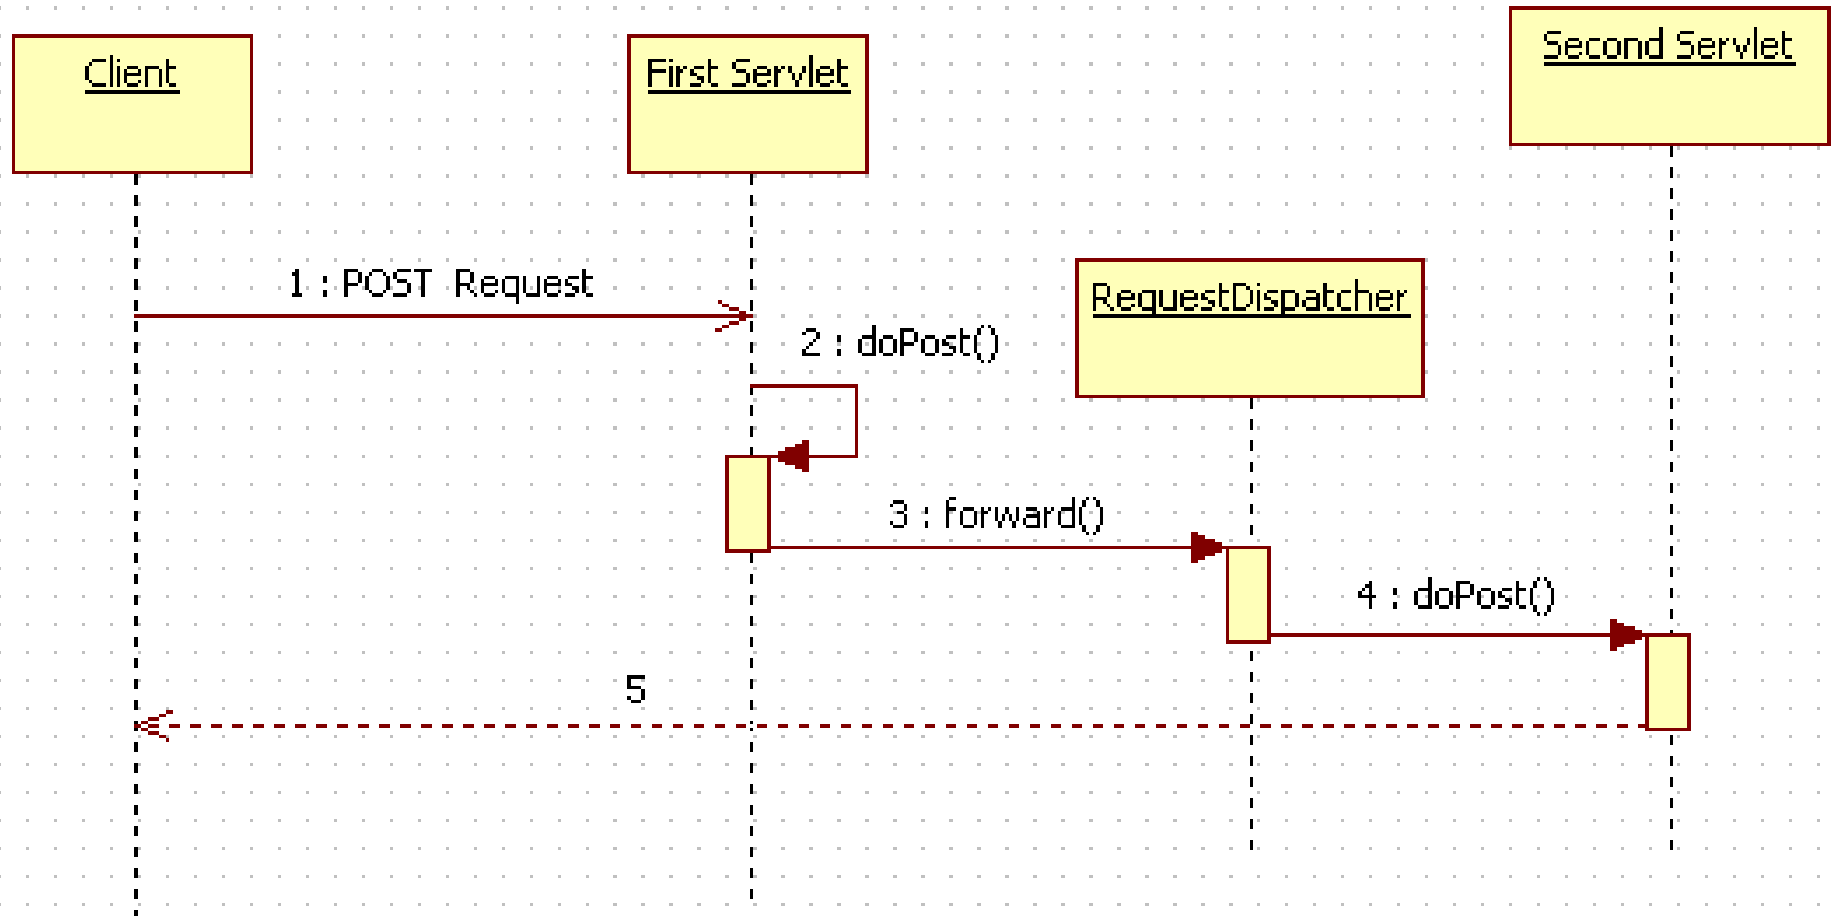 Client
First Servlet
Second Servlet
1 : POST Request
RequestDispatcher
2 : doPost()
3 : forward()
4 : doPost()
5